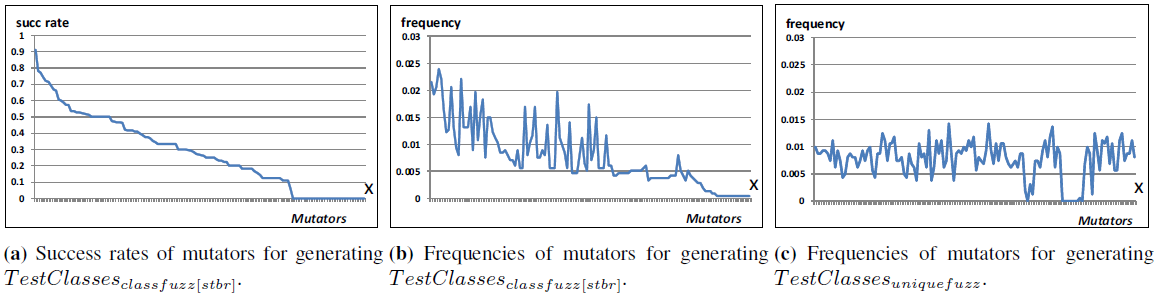 succ rate
1
0.9
0.8
0.7
0.6
0.5
0.4
0.3
0.2
0.1
0
X
Mutators
frequency
0.03
0.025
0.02
0.015
0.01
0.005
0
X
Mutators
frequency
0.03
0.025
0.02
0.015
0.01
0.005
0
X
Mutators
(a) Success rates of mutators for generating
TestClasses_classfuzz[stbr].
(b) Frequencies of mutators for generating
TestClasses_classfuzz[stbr].
(c) Frequencies of mutators for generating
TestClasses_uniquefuzz.